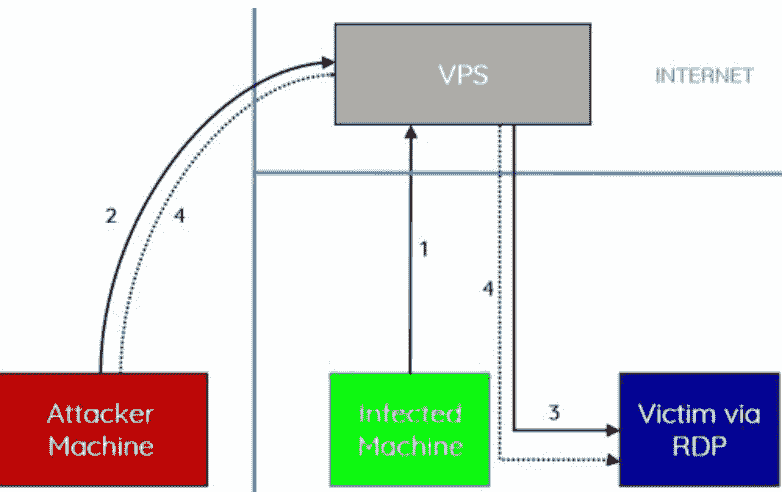 VPS
INTERNET
2
4
1
4
3
Attacker
Machine
Infected
Machine
Victim via
RDP